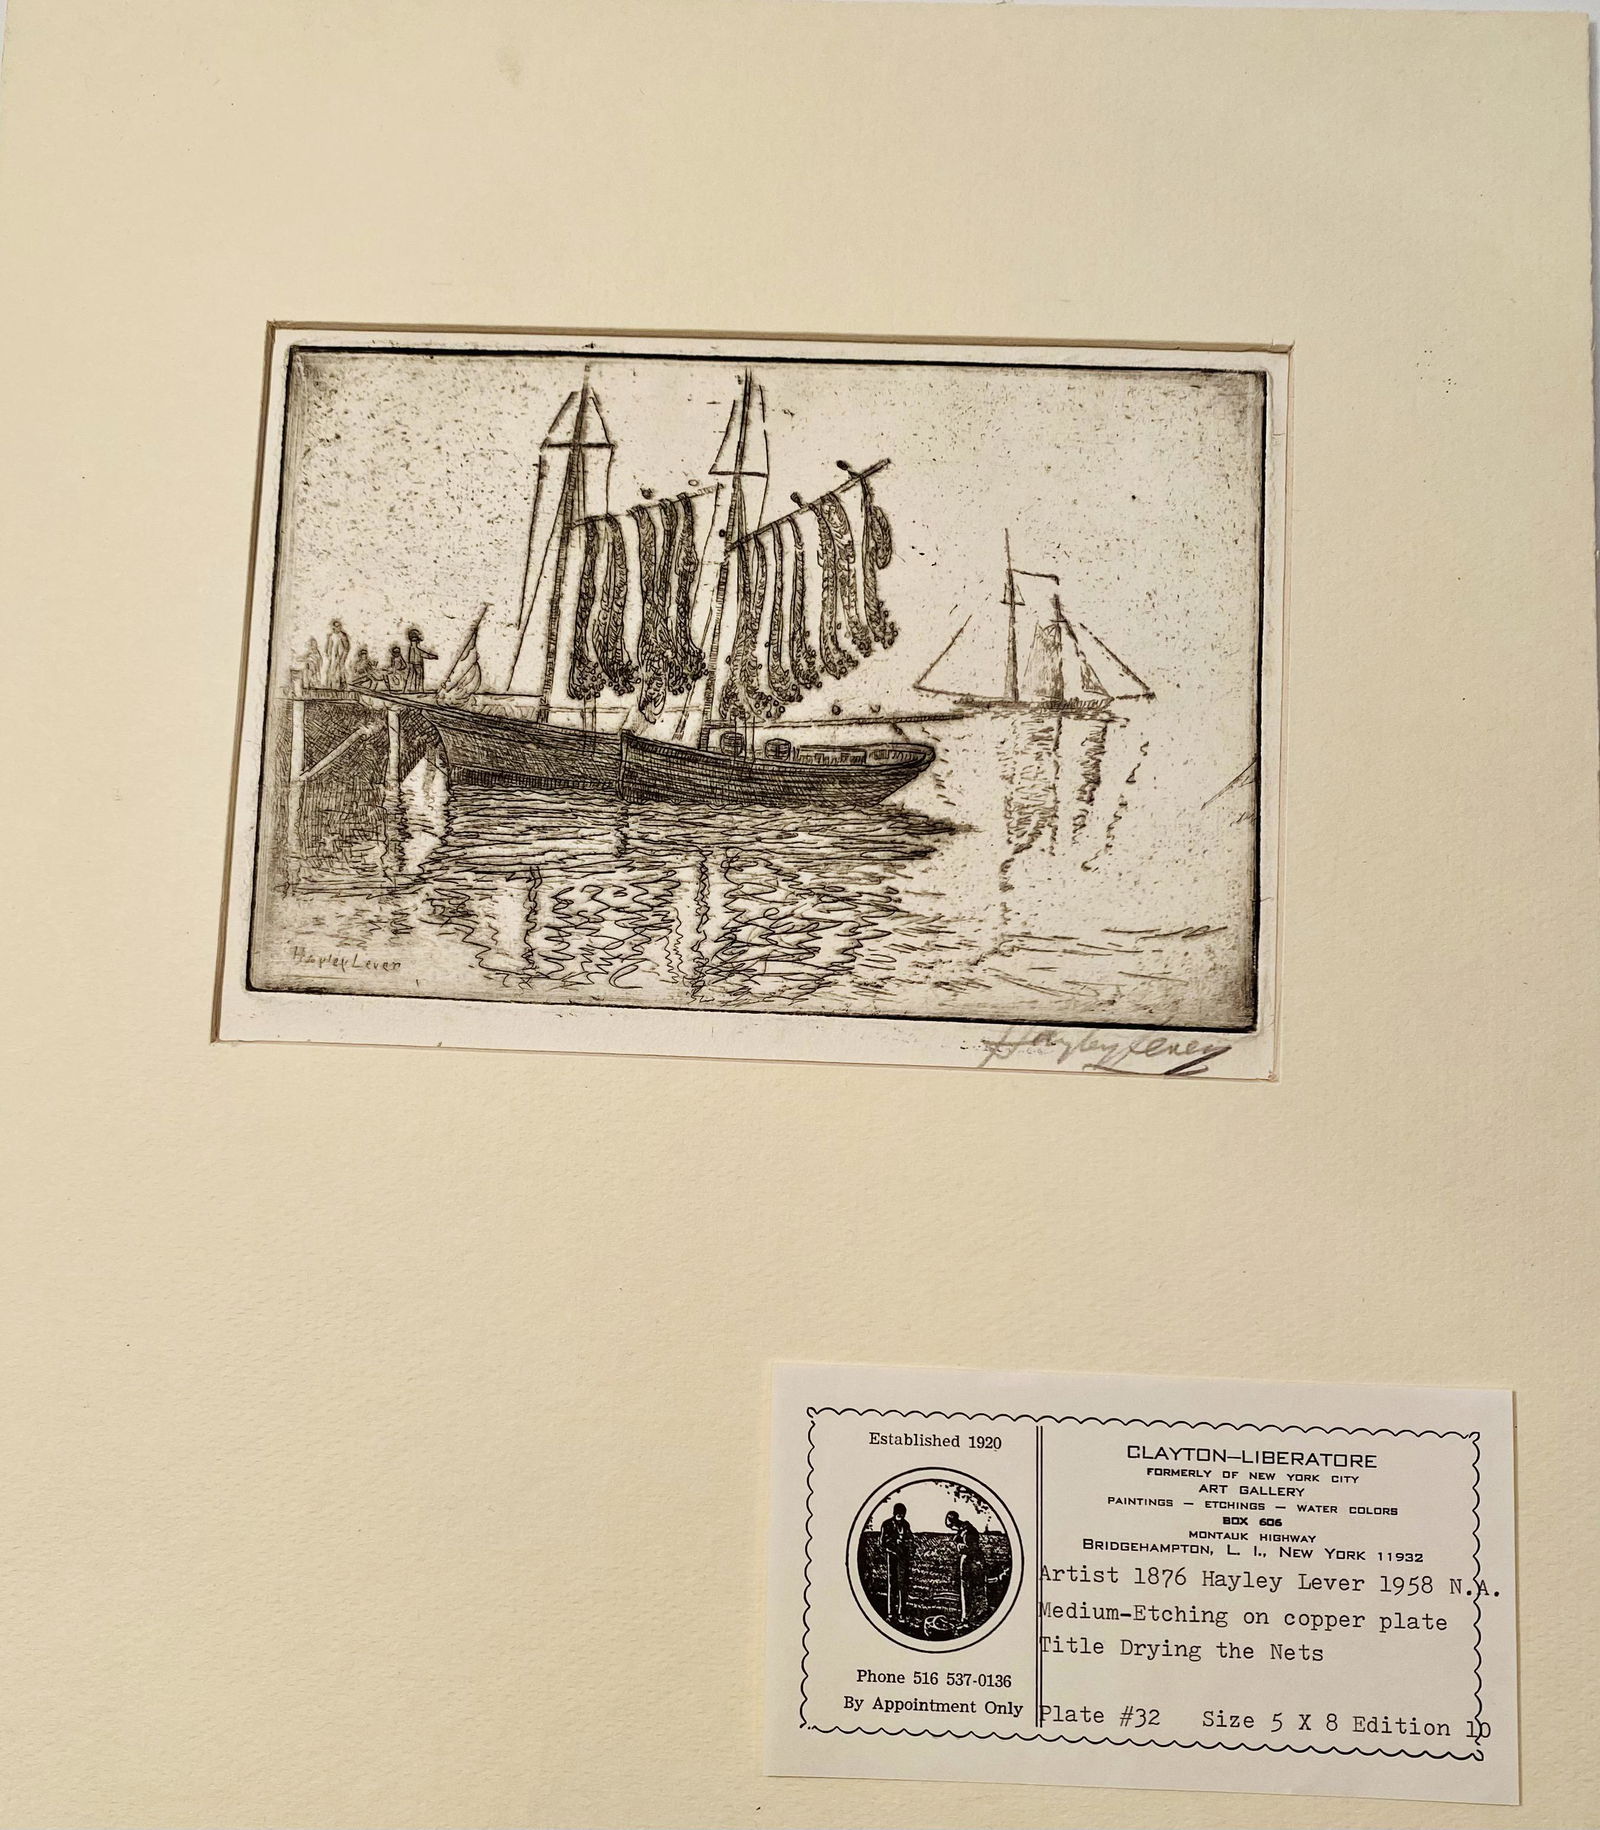 Hayley Lever
Hayley Lever
Established 1920
Phone 516 537-0136
By Appointment Only
CLAYTON—LIBERATORE
FORMERLY OF NEW YORK CITY
ART GALLERY
PAINTINGS — ETCHINGS — WATER COLORS
BOX 606
MONTAUK HIGHWAY
BRIDGEHAMPTON, L. I., NEW YORK 11932
Artist 1876 Hayley Lever 1958 N.A.
Medium-Etching on copper plate
Title Drying the Nets
Plate #32 Size 5 X 8 Edition 10